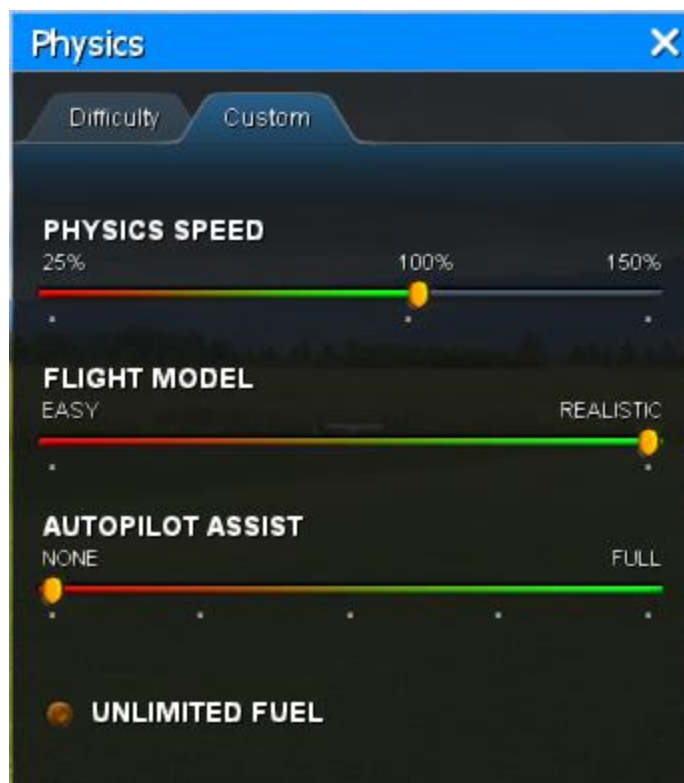 Physics
Difficulty Custom
PHYSICS SPEED
25% 100% 150%
FLIGHT MODEL
EASY REALISTIC
AUTOPILOT ASSIST
NONE FULL
UNLIMITED FUEL